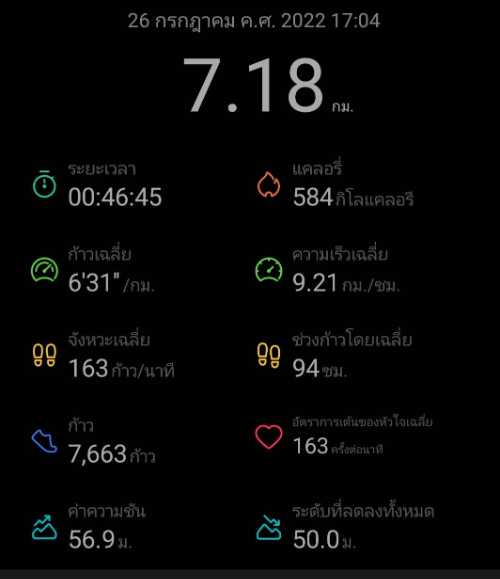 26 กรกฎาคม ค.ศ. 2022 17:04
7.18 กม.
ระยะเวลา
00:46:45
แคลอรี่
584 กิโลแคลอรี
ก้าวเฉลี่ย
6'31" /กม.
ความเร็วเฉลี่ย
9.21 กม./ชม.
จังหวะเฉลี่ย
163 ก้าว/นาที
ช่วงก้าวโดยเฉลี่ย
94 ซม.
ก้าว
7,663 ก้าว
อัตราการเต้นของหัวใจเฉลี่ย
163 ครั้งต่อนาที
ค่าความชัน
56.9 ม.
ระดับที่ลดลงทั้งหมด
50.0 ม.